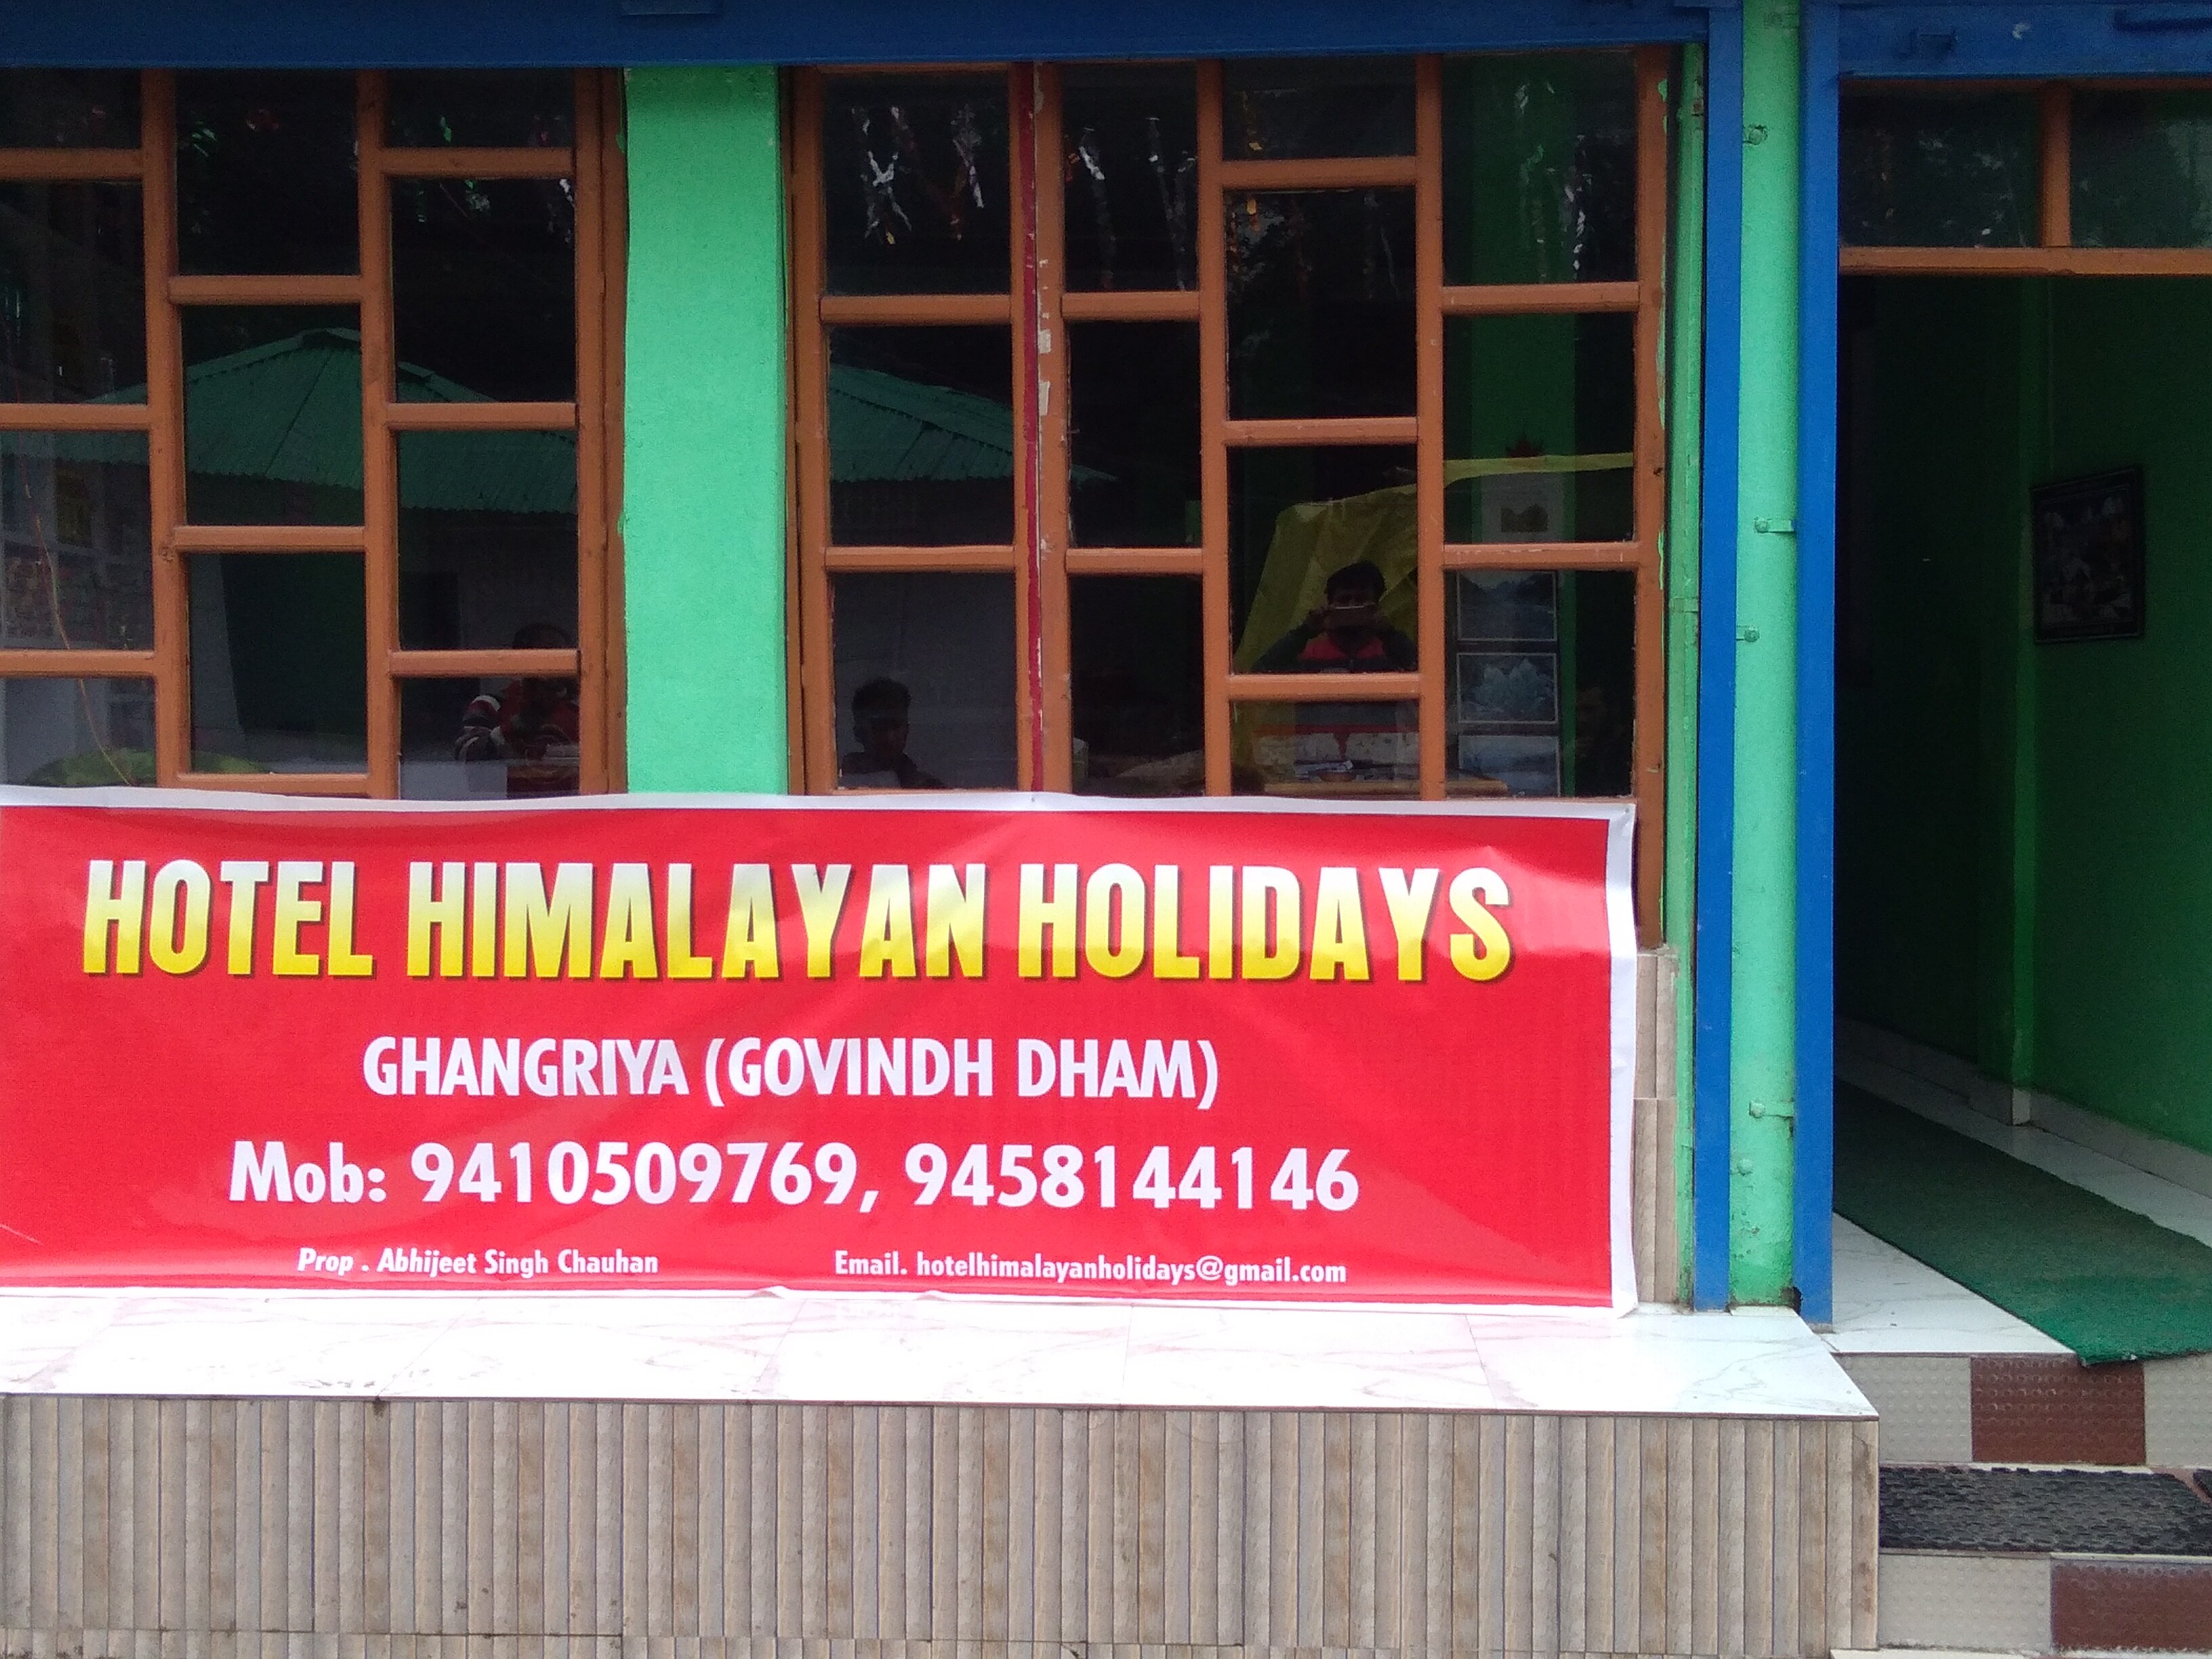 HOTEL HIMALAYAN HOLIDAYS
GHANGRIYA (GOVINDH DHAM)
Mob: 9410509769, 9458144146
Prop . Abhijeet Singh Chauhan
Email. hotelhimalayanholidays@gmail.com